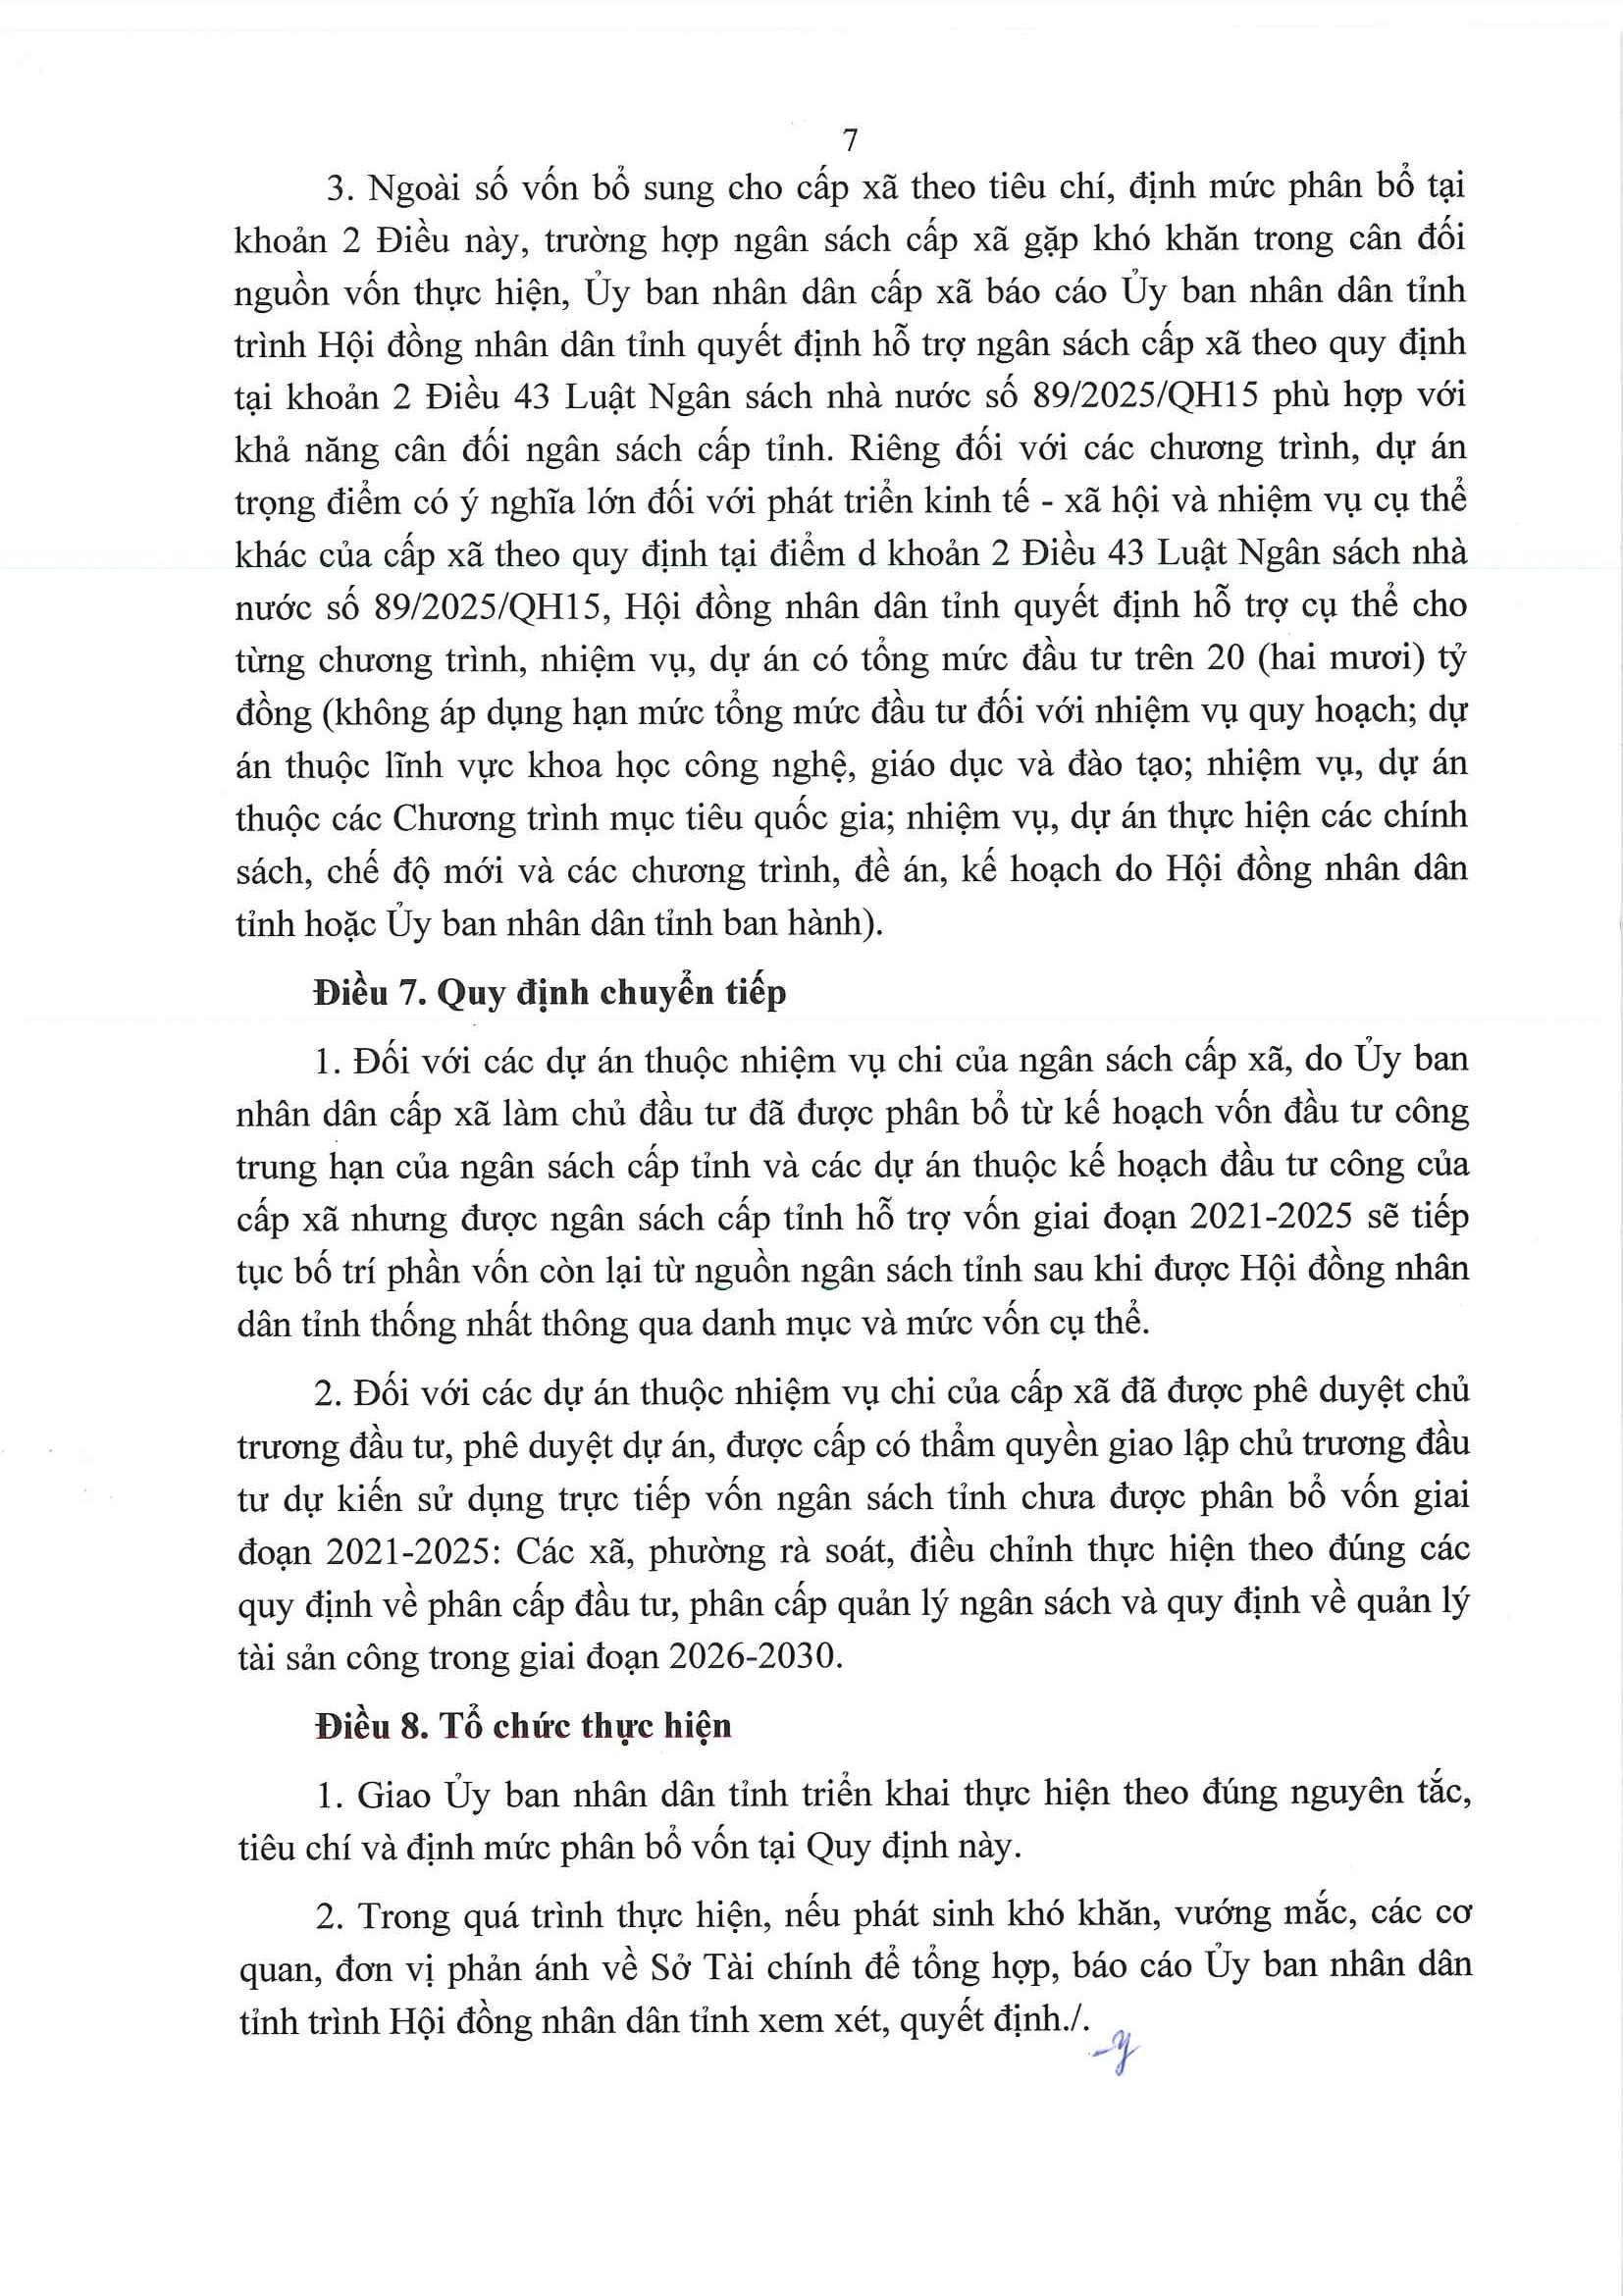 7
3. Ngoài số vốn bổ sung cho cấp xã theo tiêu chí, định mức phân bổ tại
khoản 2 Điều này, trường hợp ngân sách cấp xã gặp khó khăn trong cân đối
nguồn vốn thực hiện, Ủy ban nhân dân cấp xã báo cáo Ủy ban nhân dân tỉnh
trình Hội đồng nhân dân tỉnh quyết định hỗ trợ ngân sách cấp xã theo quy định
tại khoản 2 Điều 43 Luật Ngân sách nhà nước số 89/2025/QH15 phù hợp với
khả năng cân đối ngân sách cấp tỉnh. Riêng đối với các chương trình, dự án
trọng điểm có ý nghĩa lớn đối với phát triển kinh tế - xã hội và nhiệm vụ cụ thể
khác của cấp xã theo quy định tại điểm d khoản 2 Điều 43 Luật Ngân sách nhà
nước số 89/2025/QH15, Hội đồng nhân dân tỉnh quyết định hỗ trợ cụ thể cho
từng chương trình, nhiệm vụ, dự án có tổng mức đầu tư trên 20 (hai mươi) tỷ
đồng (không áp dụng hạn mức tổng mức đầu tư đối với nhiệm vụ quy hoạch; dự
án thuộc lĩnh vực khoa học công nghệ, giáo dục và đào tạo; nhiệm vụ, dự án
thuộc các Chương trình mục tiêu quốc gia; nhiệm vụ, dự án thực hiện các chính
sách, chế độ mới và các chương trình, đề án, kế hoạch do Hội đồng nhân dân
tỉnh hoặc Ủy ban nhân dân tỉnh ban hành).
Điều 7. Quy định chuyển tiếp
1. Đối với các dự án thuộc nhiệm vụ chi của ngân sách cấp xã, do Ủy ban
nhân dân cấp xã làm chủ đầu tư đã được phân bổ từ kế hoạch vốn đầu tư công
trung hạn của ngân sách cấp tỉnh và các dự án thuộc kế hoạch đầu tư công của
cấp xã nhưng được ngân sách cấp tỉnh hỗ trợ vốn giai đoạn 2021-2025 sẽ tiếp
tục bố trí phần vốn còn lại từ nguồn ngân sách tỉnh sau khi được Hội đồng nhân
dân tỉnh thống nhất thông qua danh mục và mức vốn cụ thể.
2. Đối với các dự án thuộc nhiệm vụ chi của cấp xã đã được phê duyệt chủ
trương đầu tư, phê duyệt dự án, được cấp có thẩm quyền giao lập chủ trương đầu
tư dự kiến sử dụng trực tiếp vốn ngân sách tỉnh chưa được phân bổ vốn giai
đoạn 2021-2025: Các xã, phường rà soát, điều chỉnh thực hiện theo đúng các
quy định về phân cấp đầu tư, phân cấp quản lý ngân sách và quy định về quản lý
tài sản công trong giai đoạn 2026-2030.
Điều 8. Tổ chức thực hiện
1. Giao Ủy ban nhân dân tỉnh triển khai thực hiện theo đúng nguyên tắc,
tiêu chí và định mức phân bổ vốn tại Quy định này.
2. Trong quá trình thực hiện, nếu phát sinh khó khăn, vướng mắc, các cơ
quan, đơn vị phản ánh về Sở Tài chính để tổng hợp, báo cáo Ủy ban nhân dân
tỉnh trình Hội đồng nhân dân tỉnh xem xét, quyết định./.